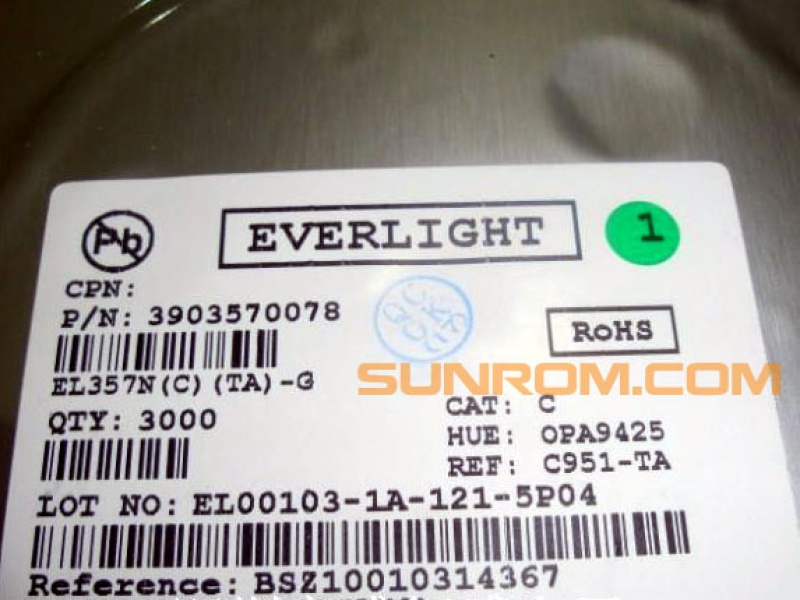 Pb
EVERLIGHT
1
CPN:
P/N: 3903570078
RoHS
EL357N(C)(TA)-G
SUNROM.COM
QTY: 3000
CAT: C
HUE: OPA9425
REF: C951-TA
LOT NO: EL00103-1A-121-5P04
Reference: BSZ10010314367